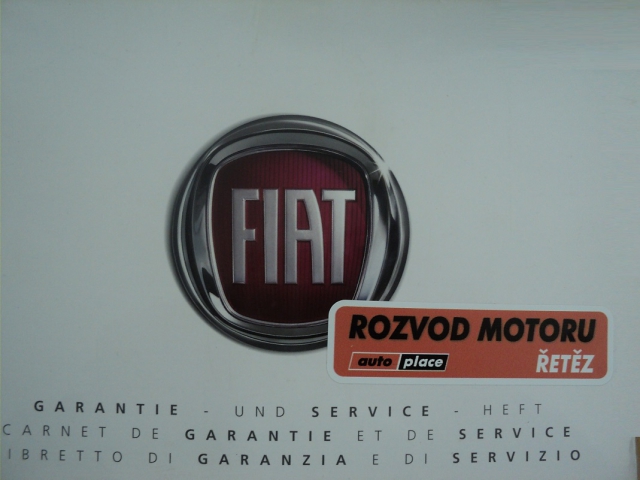 FIAT
ROZVOD MOTORU
auto place ŘETĚZ
GARANTIE - UND SERVICE - HEFT
CARNET DE GARANTIE ET DE SERVICE
IBRETTO DI GARANZIA E DI SERVIZIO